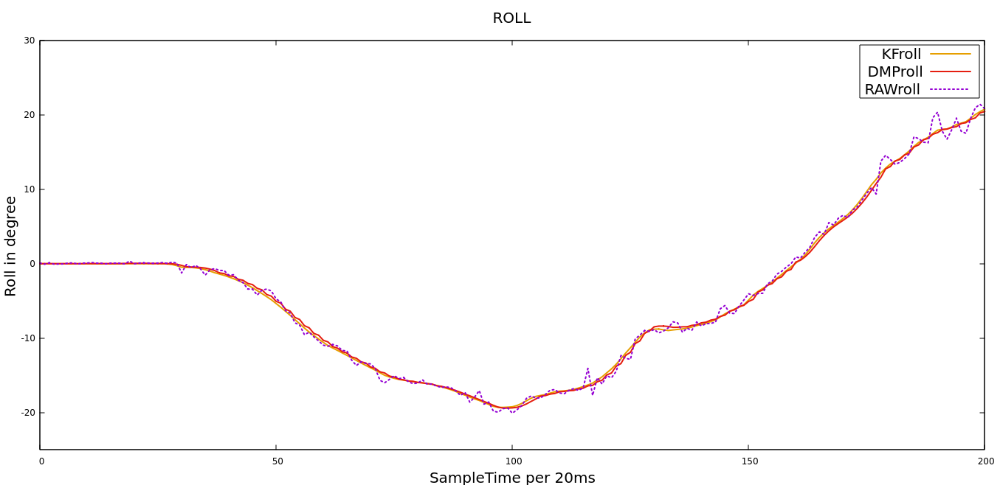 ROLL
30
20
10
0
-10
-20
Roll in degree
KFroll
DMProll
RAWroll
0 50 100 150 200
SampleTime per 20ms